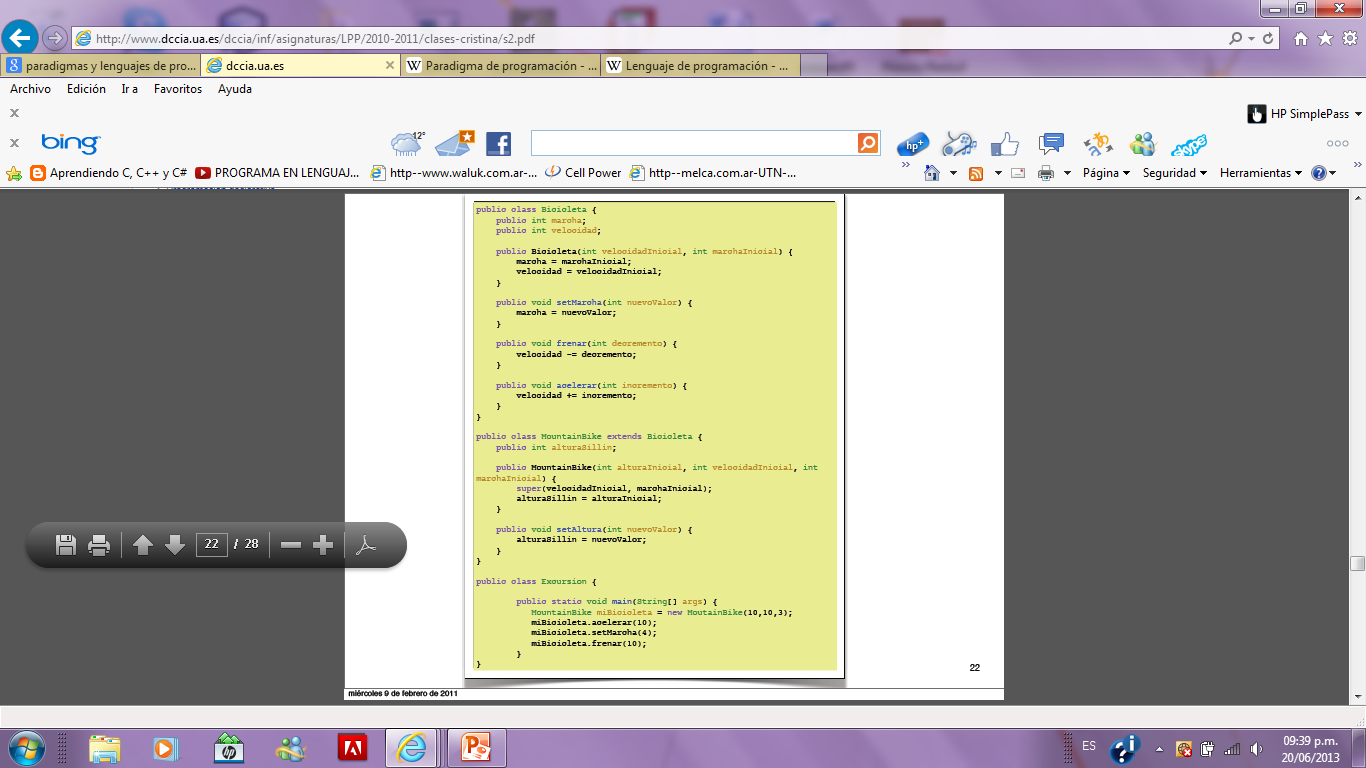 http://www.dccia.ua.es/dccia/inf/asignaturas/LPP/2010-2011/clases-cristina/s2.pdf
paradigmas y lenguajes de pro...
dccia.ua.es
Paradigma de programación - ...
Lenguaje de programación - ...
Archivo Edición Ir a Favoritos Ayuda
HP SimplePass
bing
12°
hp+
skype
Aprendiendo C, C++ y C#
PROGRAMA EN LENGUAJ...
http--www.waluk.com.ar-...
Cell Power
http--melca.com.ar-UTN-...
Página
Seguridad
Herramientas
public class Bicicleta {
public int marcha;
public int velocidad;
public Bicicleta(int velocidadInicial, int marchaInicial) {
marcha = marchaInicial;
velocidad = velocidadInicial;
}
public void setMarcha(int nuevoValor) {
marcha = nuevoValor;
}
public void frenar(int decremento) {
velocidad -= decremento;
}
public void acelerar(int incremento) {
velocidad += incremento;
}
}
public class MountainBike extends Bicicleta {
public int alturaSillin;
public MountainBike(int alturaInicial, int velocidadInicial, int
marchaInicial) {
super(velocidadInicial, marchaInicial);
alturaSillin = alturaInicial;
}
public void setAltura(int nuevoValor) {
alturaSillin = nuevoValor;
}
}
public class Excursion {
public static void main(String[] args) {
MountainBike miBicicleta = new MoutainBike(10,10,3);
miBicicleta.acelerar(10);
miBicicleta.setMarcha(4);
miBicicleta.frenar(10);
}
}
22 / 28
22
miércoles 9 de febrero de 2011
ES
09:39 p.m.
20/06/2013